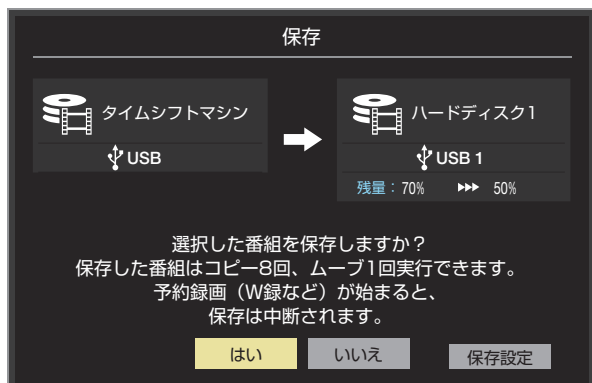 保存
タイムシフトマシン
USB
ハードディスク1
USB 1
残量：70% ▸▸▸ 50%
選択した番組を保存しますか？
保存した番組はコピー8回、ムーブ1回実行できます。
予約録画（W録など）が始まると、
保存は中断されます。
はい いいえ 保存設定